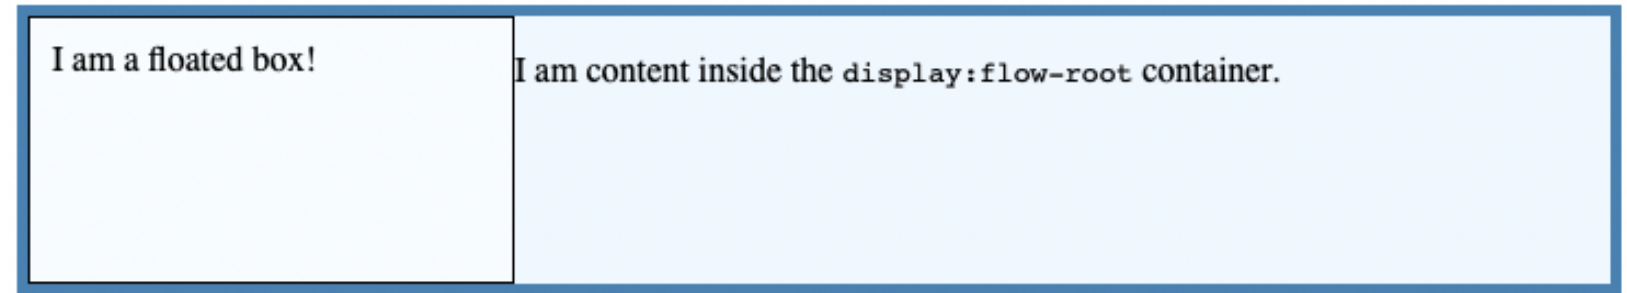 I am a floated box!
I am content inside the display:flow-root container.